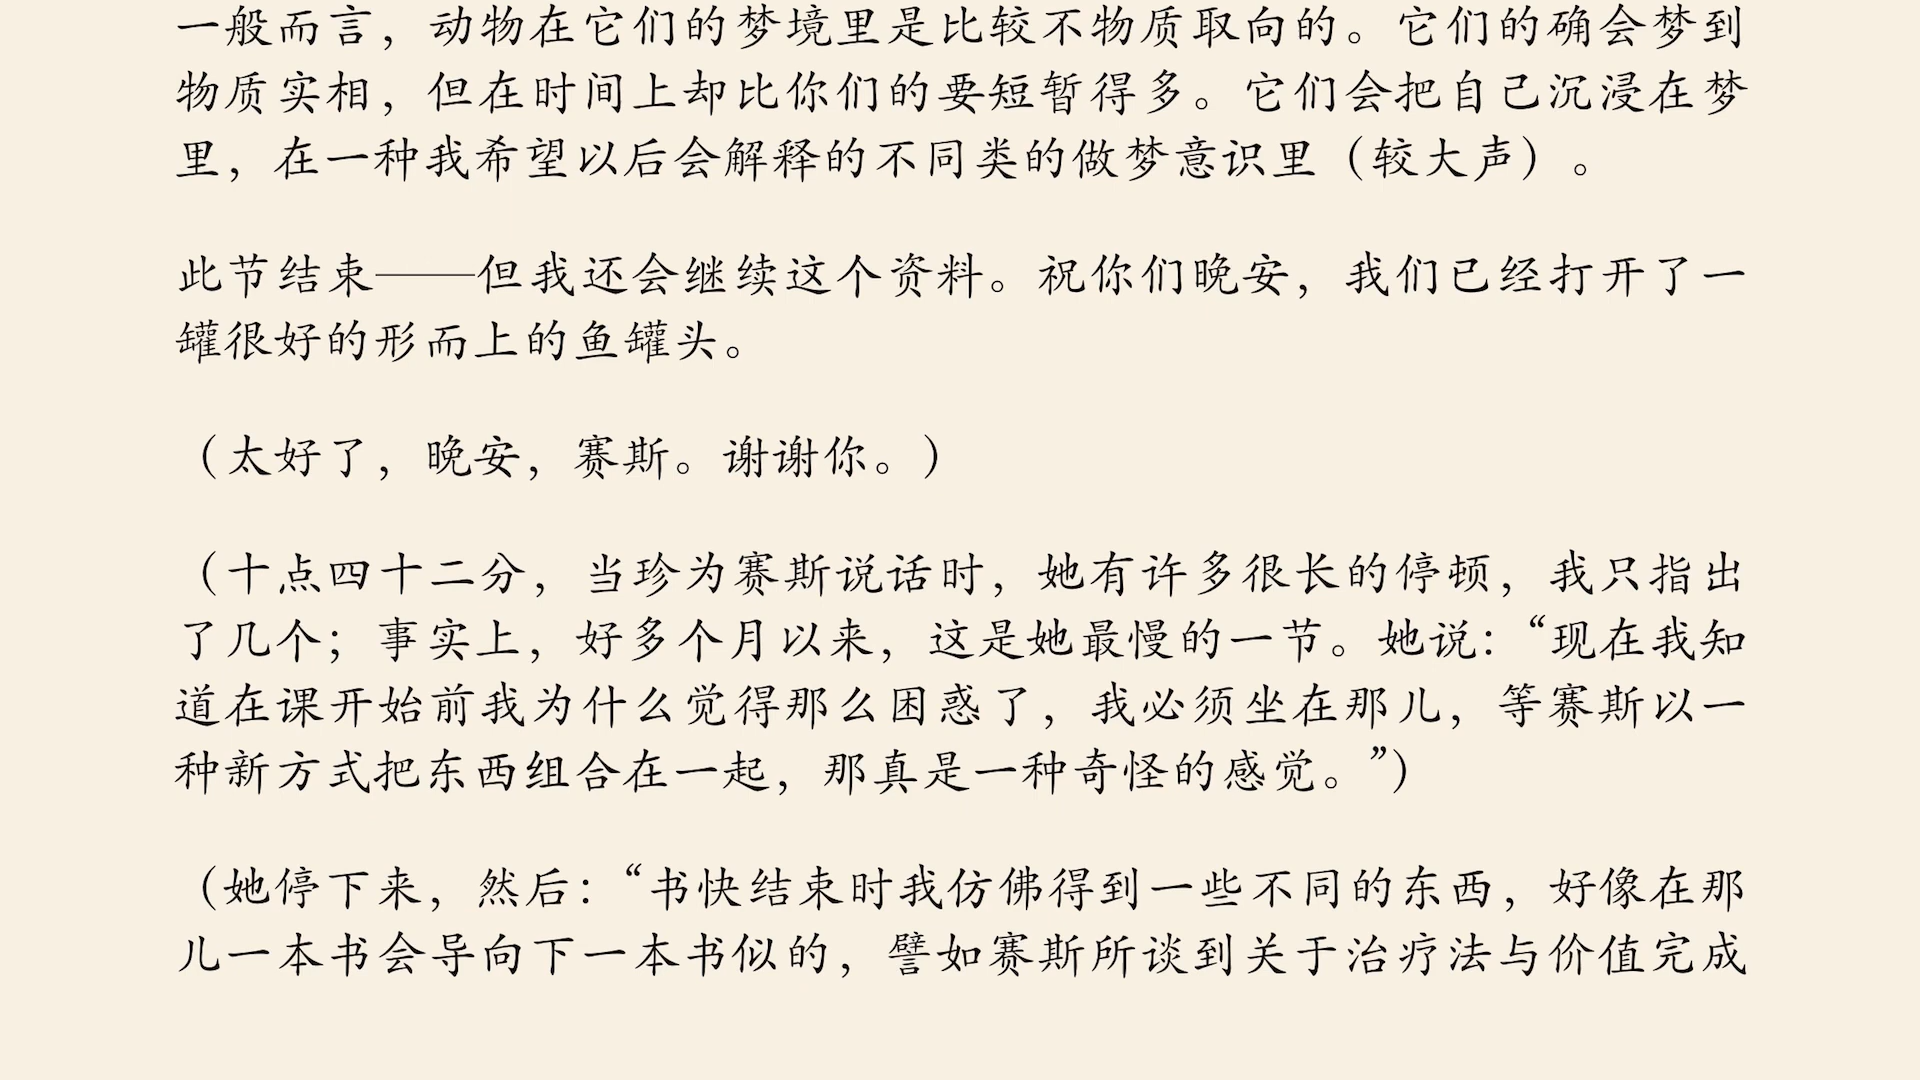 一般而言，动物在它们的梦境里是比较不物质取向的。它们的确会梦到
物质实相，但在时间上却比你们的要短暂得多。它们会把自己沉浸在梦
里，在一种我希望以后会解释的不同类的做梦意识里（较大声）。
此节结束——但我还会继续这个资料。祝你们晚安，我们已经打开了一
罐很好的形而上的鱼罐头。
（太好了，晚安，赛斯。谢谢你。）
（十点四十二分，当珍为赛斯说话时，她有许多很长的停顿，我只指出
了几个；事实上，好多个月以来，这是她最慢的一节。她说：“现在我知
道在课开始前我为什么觉得那么困惑了，我必须坐在那儿，等赛斯以一
种新方式把东西组合在一起，那真是一种奇怪的感觉。”）
（她停下来，然后：“书快结束时我仿佛得到一些不同的东西，好像在那
儿一本书会导向下一本书似的，譬如赛斯所谈到关于治疗法与价值完成